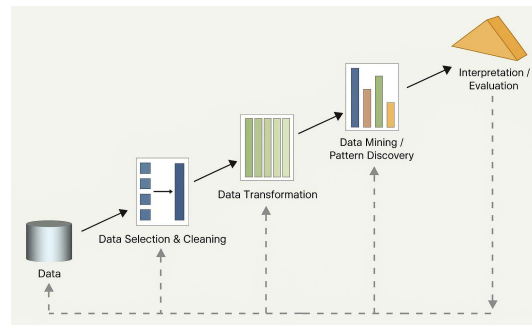 Interpretation /
Evaluation
Data Mining /
Pattern Discovery
Data Transformation
Data Selection & Cleaning
Data